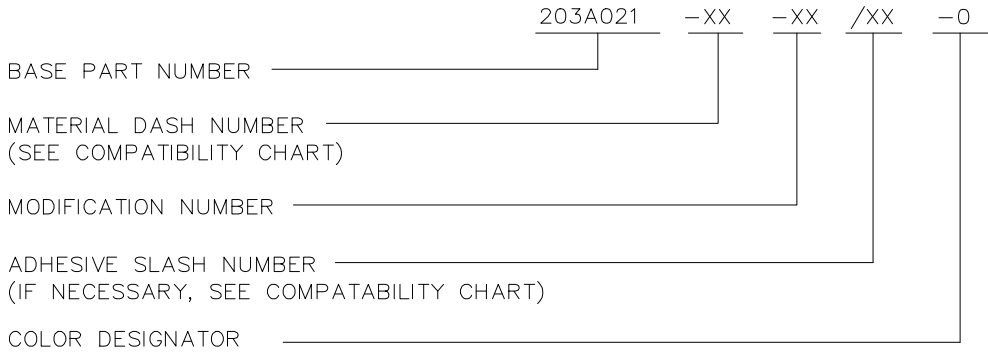 203A021 -XX -XX /XX -0
BASE PART NUMBER
MATERIAL DASH NUMBER
(SEE COMPATIBILITY CHART)
MODIFICATION NUMBER
ADHESIVE SLASH NUMBER
(IF NECESSARY, SEE COMPATABILITY CHART)
COLOR DESIGNATOR